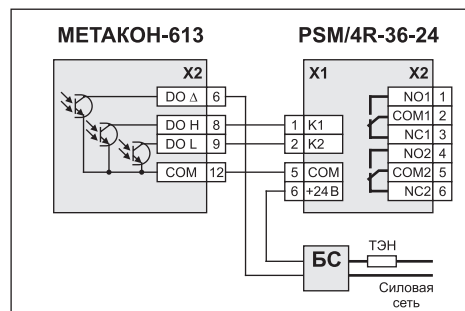 МЕТАКОН-613 PSM/4R-36-24
X2 X1 X2
DO Δ 6 NO1 1
COM1 2
DO H 8 1 K1 NC1 3
DO L 9 2 K2 NO2 4
COM 12 5 COM COM2 5
6 +24 В NC2 6
БС ТЭН
Силовая
сеть